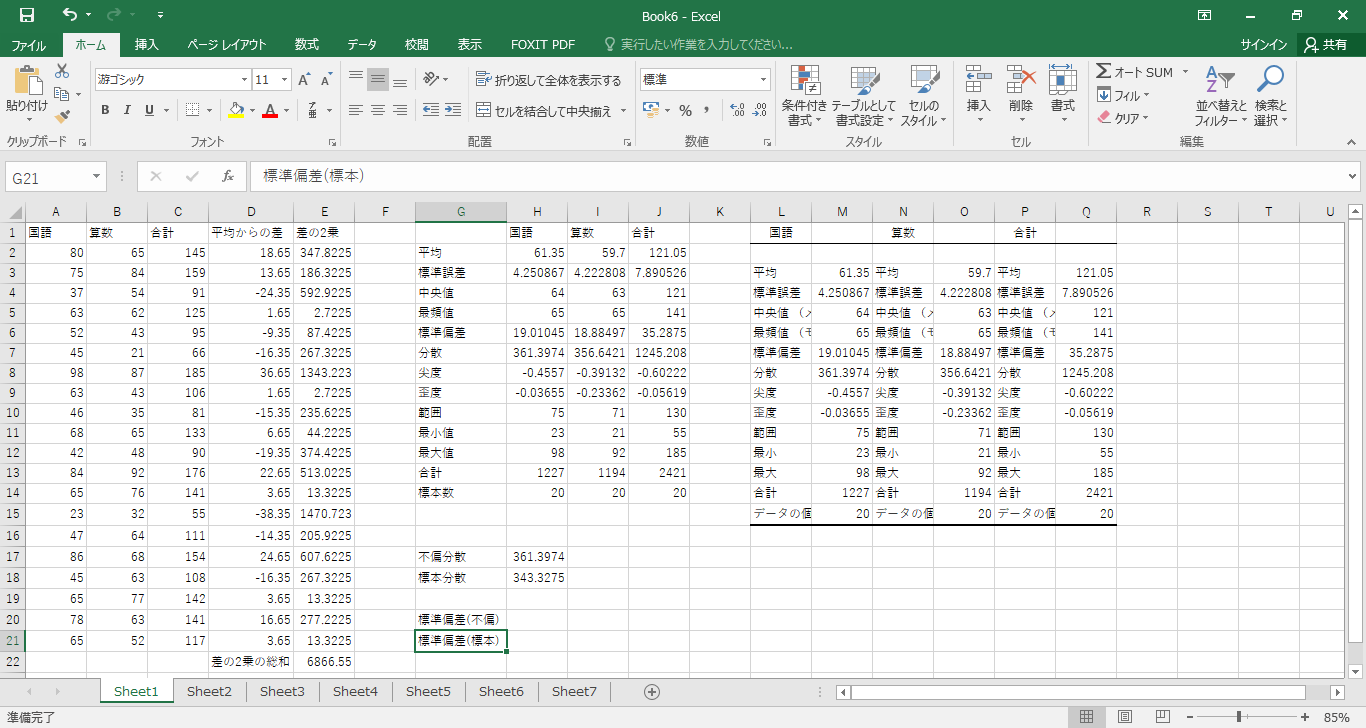 Book6 - Excel
ファイル ホーム 挿入 ページ レイアウト 数式 データ 校閲 表示 FOXIT PDF 実行したい作業を入力してください... サインイン 共有
貼り付け 游ゴシック 11 折り返して全体を表示する 標準 条件付き書式 テーブルとして書式設定 セルのスタイル 挿入 削除 書式 Σ オート SUM フィル クリア 並べ替えとフィルター 検索と選択
B I U セルを結合して中央揃え % ,
クリップボード フォント 配置 数値 スタイル セル 編集
G21 fx 標準偏差(標本)
A B C D E F G H I J K L M N O P Q R S T U
1 国語 算数 合計 平均からの差 差の2乗 国語 算数 合計 国語 算数 合計
2 80 65 145 18.65 347.8225 平均 61.35 59.7 121.05
3 75 84 159 13.65 186.3225 標準誤差 4.250867 4.222808 7.890526 平均 61.35 平均 59.7 平均 121.05
4 37 54 91 -24.35 592.9225 中央値 64 63 121 標準誤差 4.250867 標準誤差 4.222808 標準誤差 7.890526
5 63 62 125 1.65 2.7225 最頻値 65 65 141 中央値 （メ 64 中央値 （メ 63 中央値 （メ 121
6 52 43 95 -9.35 87.4225 標準偏差 19.01045 18.88497 35.2875 最頻値 （モ 65 最頻値 （モ 65 最頻値 （モ 141
7 45 21 66 -16.35 267.3225 分散 361.3974 356.6421 1245.208 標準偏差 19.01045 標準偏差 18.88497 標準偏差 35.2875
8 98 87 185 36.65 1343.223 尖度 -0.4557 -0.39132 -0.60222 分散 361.3974 分散 356.6421 分散 1245.208
9 63 43 106 1.65 2.7225 歪度 -0.03655 -0.23362 -0.05619 尖度 -0.4557 尖度 -0.39132 尖度 -0.60222
10 46 35 81 -15.35 235.6225 範囲 75 71 130 歪度 -0.03655 歪度 -0.23362 歪度 -0.05619
11 68 65 133 6.65 44.2225 最小値 23 21 55 範囲 75 範囲 71 範囲 130
12 42 48 90 -19.35 374.4225 最大値 98 92 185 最小 23 最小 21 最小 55
13 84 92 176 22.65 513.0225 合計 1227 1194 2421 最大 98 最大 92 最大 185
14 65 76 141 3.65 13.3225 標本数 20 20 20 合計 1227 合計 1194 合計 2421
15 23 32 55 -38.35 1470.723 データの個 20 データの個 20 データの個 20
16 47 64 111 -14.35 205.9225
17 86 68 154 24.65 607.6225 不偏分散 361.3974
18 45 63 108 -16.35 267.3225 標本分散 343.3275
19 65 77 142 3.65 13.3225
20 78 63 141 16.65 277.2225 標準偏差(不偏)
21 65 52 117 3.65 13.3225 標準偏差(標本)
22 差の2乗の総和 6866.55
Sheet1 Sheet2 Sheet3 Sheet4 Sheet5 Sheet6 Sheet7
準備完了 85%